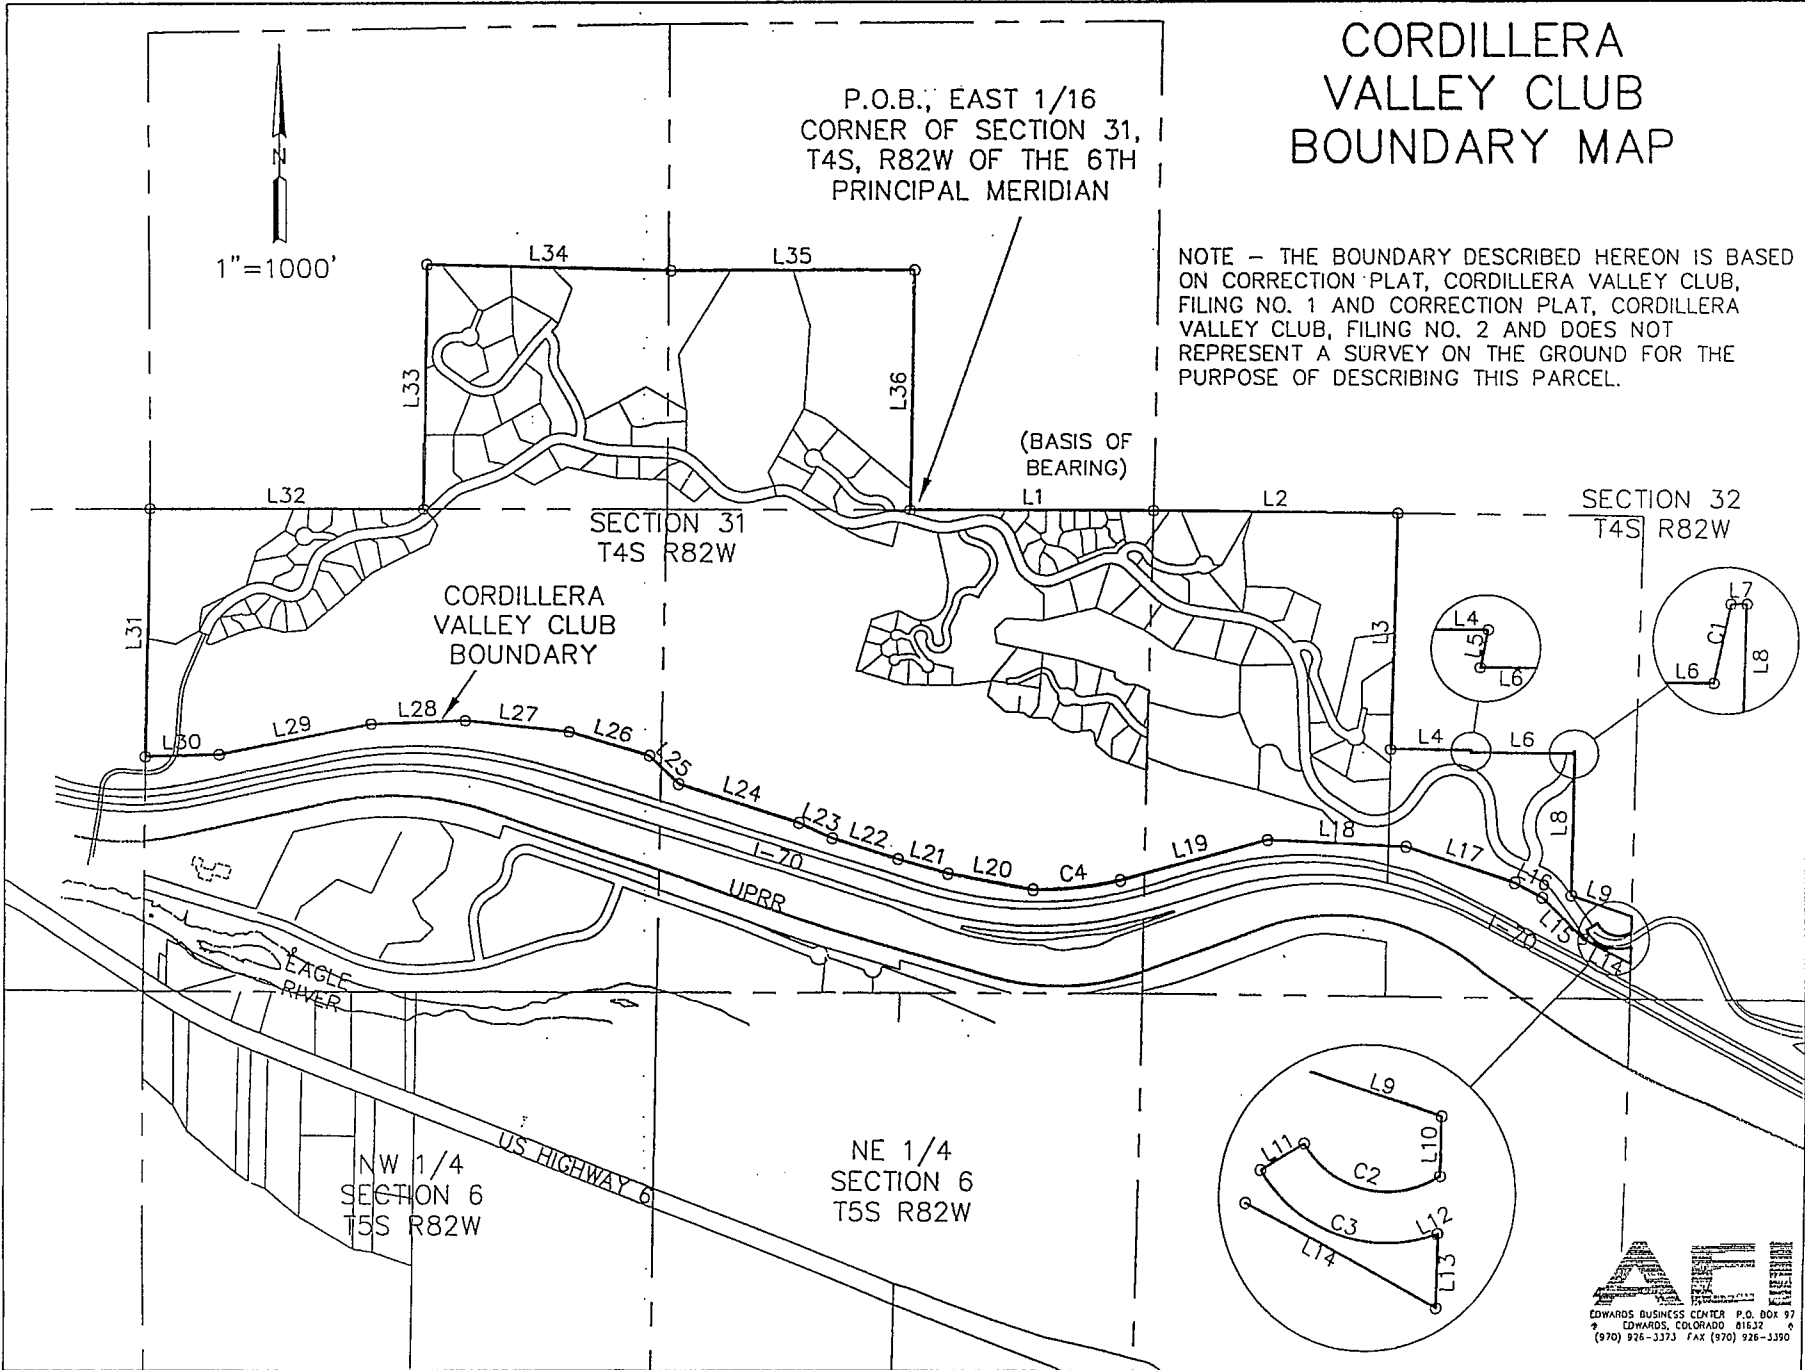 CORDILLERA
VALLEY CLUB
BOUNDARY MAP
P.O.B., EAST 1/16
CORNER OF SECTION 31,
T4S, R82W OF THE 6TH
PRINCIPAL MERIDIAN
N
1"=1000'
NOTE – THE BOUNDARY DESCRIBED HEREON IS BASED
ON CORRECTION PLAT, CORDILLERA VALLEY CLUB,
FILING NO. 1 AND CORRECTION PLAT, CORDILLERA
VALLEY CLUB, FILING NO. 2 AND DOES NOT
REPRESENT A SURVEY ON THE GROUND FOR THE
PURPOSE OF DESCRIBING THIS PARCEL.
L34
L35
L33
L36
(BASIS OF
BEARING)
L32
L1
L2
SECTION 31
T4S R82W
SECTION 32
T4S R82W
CORDILLERA
VALLEY CLUB
BOUNDARY
L31
L3
L4
L5
L6
L7
C1
L6
L8
L30
L29
L28
L27
L26
L25
L24
L23
L22
L21
L20
C4
L19
L18
L17
L16
L15
L14
L4
L6
L8
L9
I-70
I-70
UPRR
EAGLE
RIVER
US HIGHWAY 6
NW 1/4
SECTION 6
T5S R82W
NE 1/4
SECTION 6
T5S R82W
L9
L10
L11
C2
C3
L12
L13
L14
AFI
EDWARDS BUSINESS CENTER P.O. BOX 97
EDWARDS, COLORADO 81632
(970) 926-3373 FAX (970) 926-3390